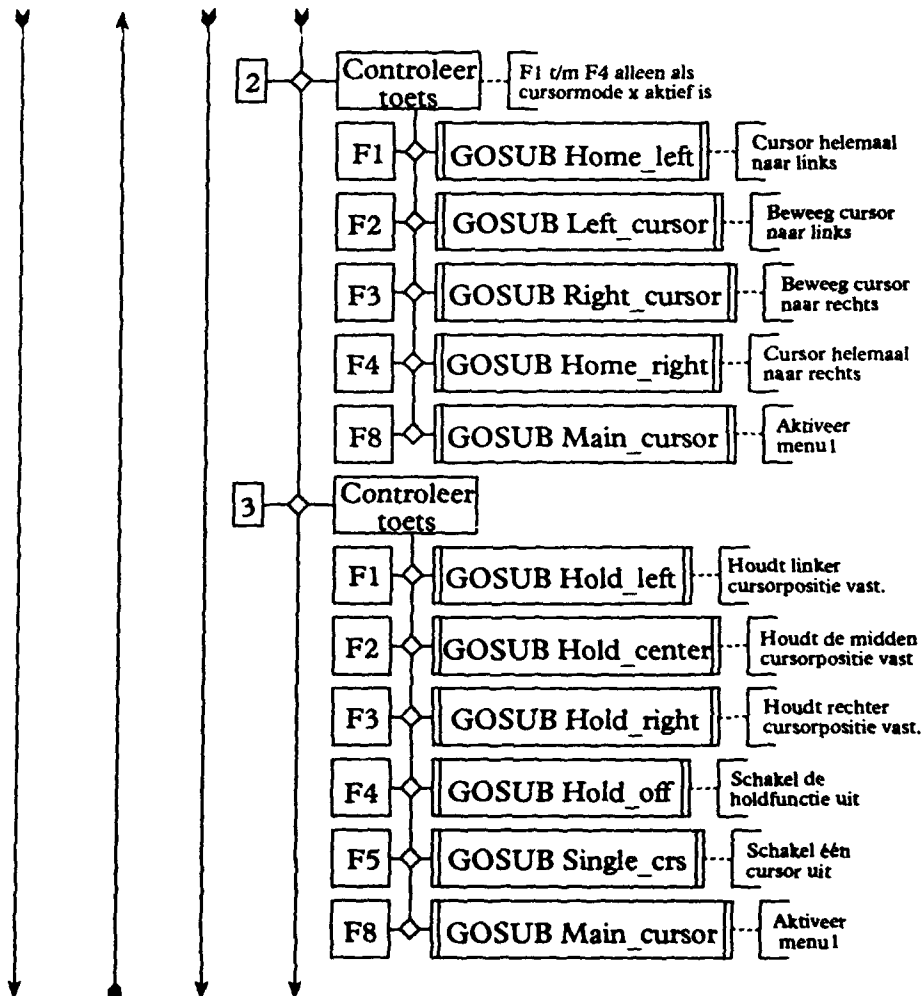 2
Controleer
toets
F1 t/m F4 alleen als
cursormode x aktief is
F1
GOSUB Home_left
Cursor helemaal
naar links
F2
GOSUB Left_cursor
Beweeg cursor
naar links
F3
GOSUB Right_cursor
Beweeg cursor
naar rechts
F4
GOSUB Home_right
Cursor helemaal
naar rechts
F8
GOSUB Main_cursor
Aktiveer
menu1
3
Controleer
toets
F1
GOSUB Hold_left
Houdt linker
cursorpositie vast.
F2
GOSUB Hold_center
Houdt de midden
cursorpositie vast
F3
GOSUB Hold_right
Houdt rechter
cursorpositie vast.
F4
GOSUB Hold_off
Schakel de
holdfunctie uit
F5
GOSUB Single_crs
Schakel één
cursor uit
F8
GOSUB Main_cursor
Aktiveer
menu1